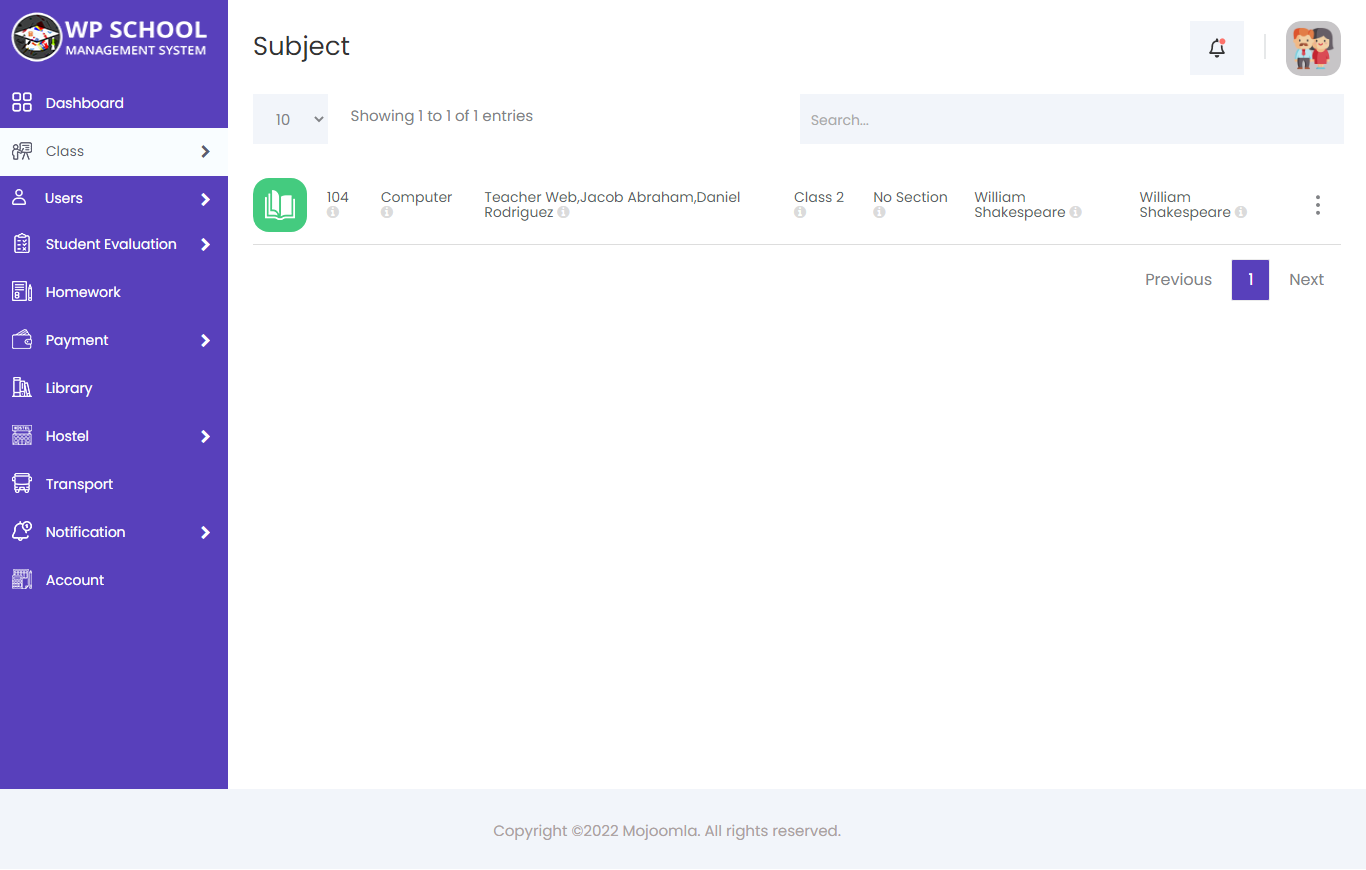 WP SCHOOL
MANAGEMENT SYSTEM
Dashboard
Class
Users
Student Evaluation
Homework
Payment
Library
Hostel
Transport
Notification
Account
Subject
10
Showing 1 to 1 of 1 entries
Search...
104
Computer
Teacher Web,Jacob Abraham,Daniel
Rodriguez
Class 2
No Section
William
Shakespeare
William
Shakespeare
Previous
1
Next
Copyright ©2022 Mojoomla. All rights reserved.